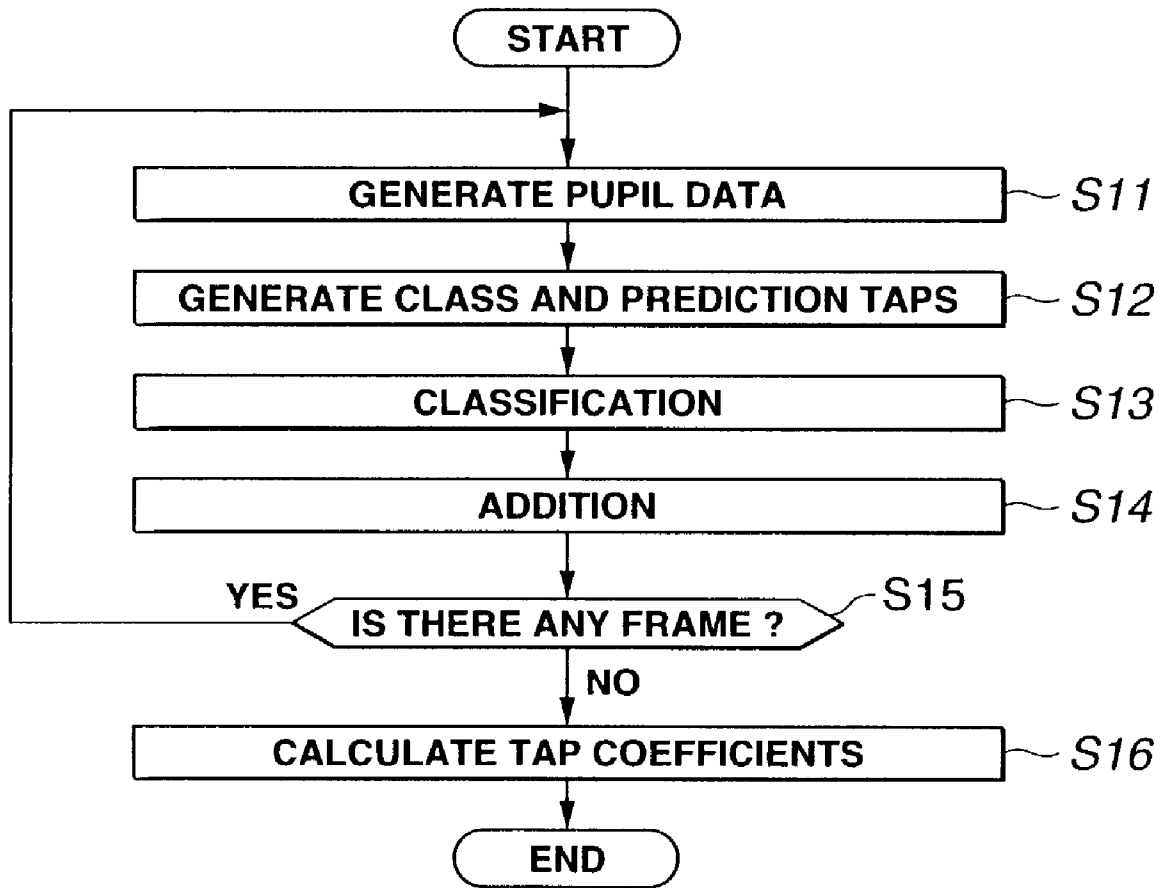 START
GENERATE PUPIL DATA S11
GENERATE CLASS AND PREDICTION TAPS S12
CLASSIFICATION S13
ADDITION S14
YES
IS THERE ANY FRAME ? S15
NO
CALCULATE TAP COEFFICIENTS S16
END